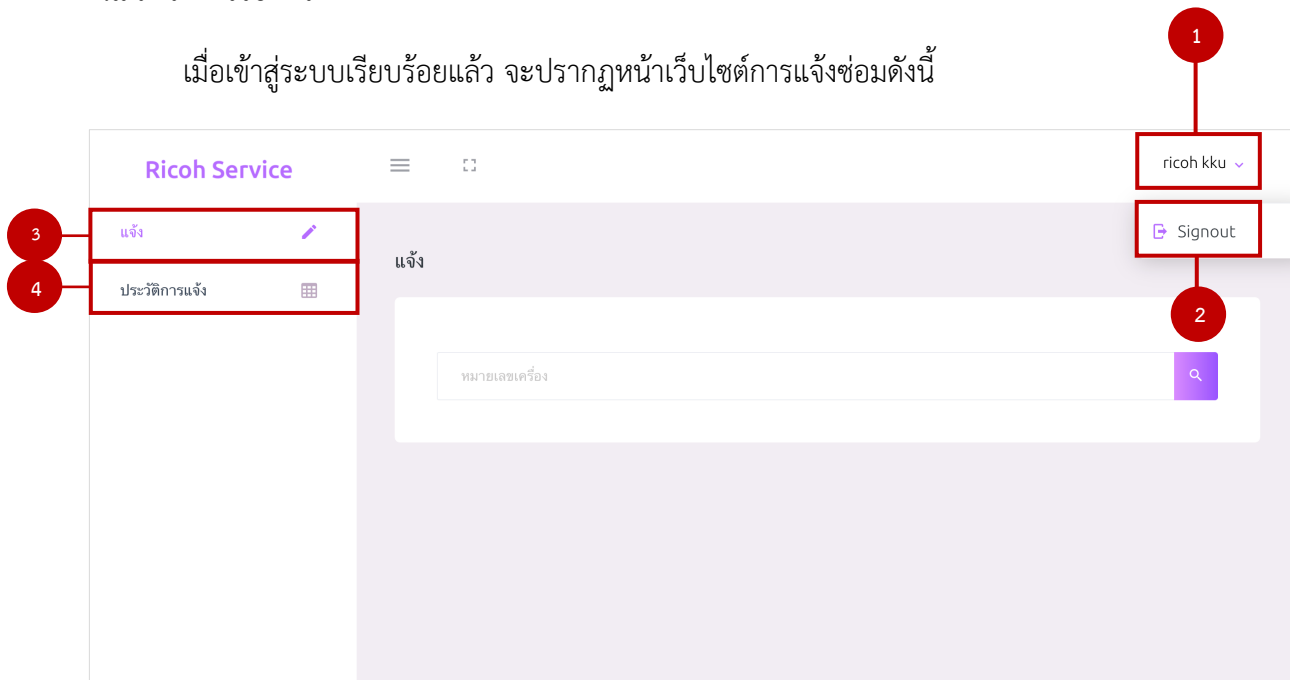 เมื่อเข้าสู่ระบบเรียบร้อยแล้ว จะปรากฏหน้าเว็บไซต์การแจ้งซ่อมดังนี้
1
Ricoh Service
ricoh kku
3
แจ้ง
Signout
แจ้ง
4
ประวัติการแจ้ง
2
หมายเลขเครื่อง